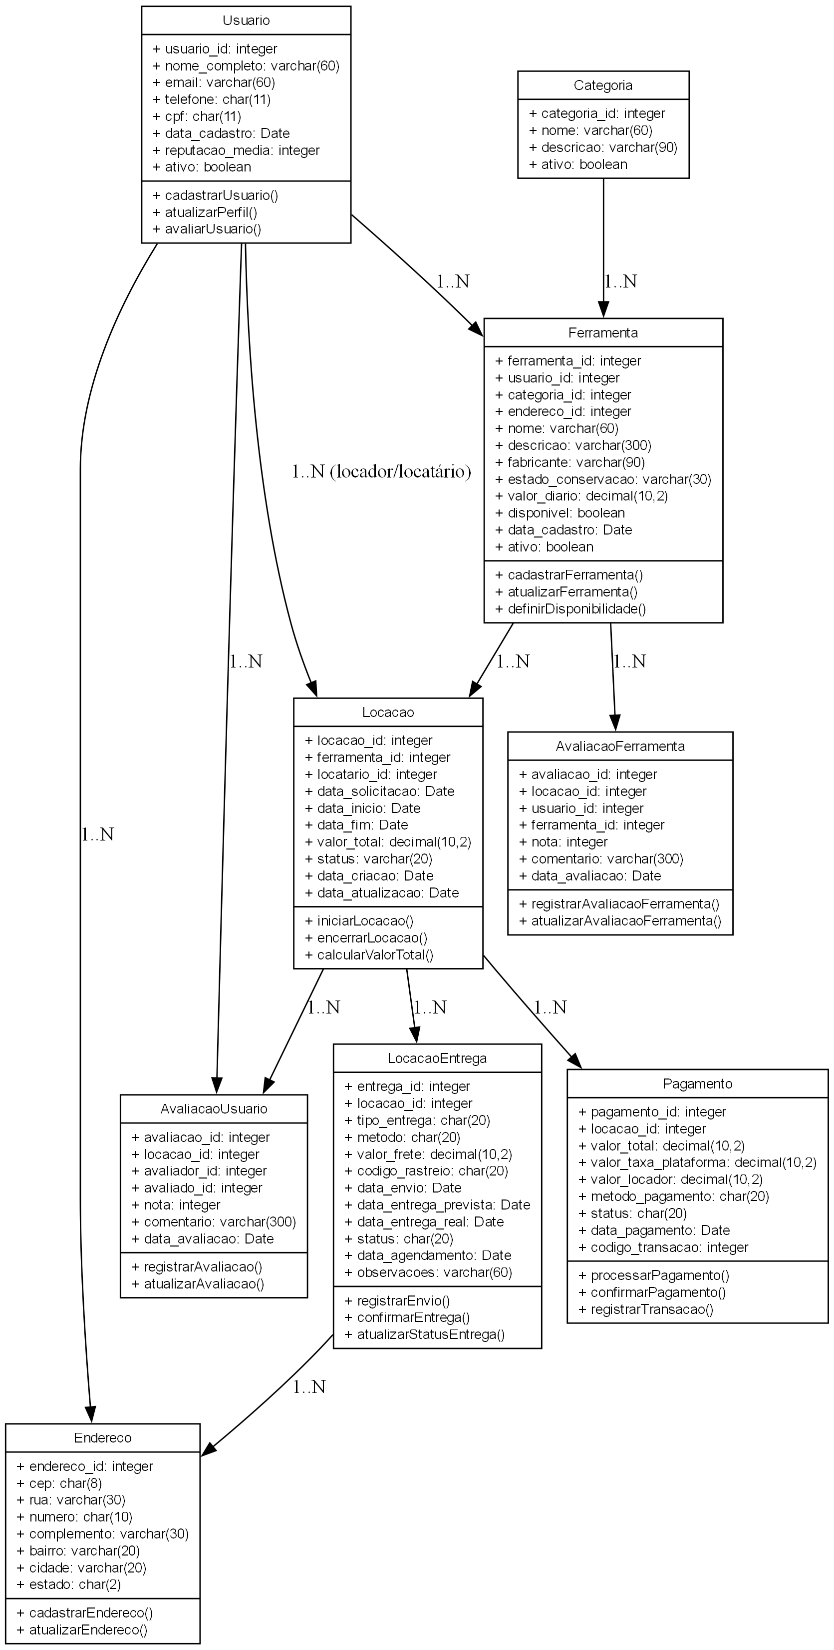 Usuario
+ usuario_id: integer
+ nome_completo: varchar(60)
+ email: varchar(60)
+ telefone: char(11)
+ cpf: char(11)
+ data_cadastro: Date
+ reputacao_media: integer
+ ativo: boolean
+ cadastrarUsuario()
+ atualizarPerfil()
+ avaliarUsuario()
Categoria
+ categoria_id: integer
+ nome: varchar(60)
+ descricao: varchar(90)
+ ativo: boolean
1..N
1..N
Ferramenta
+ ferramenta_id: integer
+ usuario_id: integer
+ categoria_id: integer
+ endereco_id: integer
+ nome: varchar(60)
+ descricao: varchar(300)
+ fabricante: varchar(90)
+ estado_conservacao: varchar(30)
+ valor_diario: decimal(10,2)
+ disponivel: boolean
+ data_cadastro: Date
+ ativo: boolean
+ cadastrarFerramenta()
+ atualizarFerramenta()
+ definirDisponibilidade()
1..N (locador/locatário)
1..N
1..N
1..N
Locacao
+ locacao_id: integer
+ ferramenta_id: integer
+ locatario_id: integer
+ data_solicitacao: Date
+ data_inicio: Date
+ data_fim: Date
+ valor_total: decimal(10,2)
+ status: varchar(20)
+ data_criacao: Date
+ data_atualizacao: Date
+ iniciarLocacao()
+ encerrarLocacao()
+ calcularValorTotal()
AvaliacaoFerramenta
+ avaliacao_id: integer
+ locacao_id: integer
+ usuario_id: integer
+ ferramenta_id: integer
+ nota: integer
+ comentario: varchar(300)
+ data_avaliacao: Date
+ registrarAvaliacaoFerramenta()
+ atualizarAvaliacaoFerramenta()
1..N
1..N
1..N
1..N
AvaliacaoUsuario
+ avaliacao_id: integer
+ locacao_id: integer
+ avaliador_id: integer
+ avaliado_id: integer
+ nota: integer
+ comentario: varchar(300)
+ data_avaliacao: Date
+ registrarAvaliacao()
+ atualizarAvaliacao()
LocacaoEntrega
+ entrega_id: integer
+ locacao_id: integer
+ tipo_entrega: char(20)
+ metodo: char(20)
+ valor_frete: decimal(10,2)
+ codigo_rastreio: char(20)
+ data_envio: Date
+ data_entrega_prevista: Date
+ data_entrega_real: Date
+ status: char(20)
+ data_agendamento: Date
+ observacoes: varchar(60)
+ registrarEnvio()
+ confirmarEntrega()
+ atualizarStatusEntrega()
Pagamento
+ pagamento_id: integer
+ locacao_id: integer
+ valor_total: decimal(10,2)
+ valor_taxa_plataforma: decimal(10,2)
+ valor_locador: decimal(10,2)
+ metodo_pagamento: char(20)
+ status: char(20)
+ data_pagamento: Date
+ codigo_transacao: integer
+ processarPagamento()
+ confirmarPagamento()
+ registrarTransacao()
1..N
Endereco
+ endereco_id: integer
+ cep: char(8)
+ rua: varchar(30)
+ numero: char(10)
+ complemento: varchar(30)
+ bairro: varchar(20)
+ cidade: varchar(20)
+ estado: char(2)
+ cadastrarEndereco()
+ atualizarEndereco()